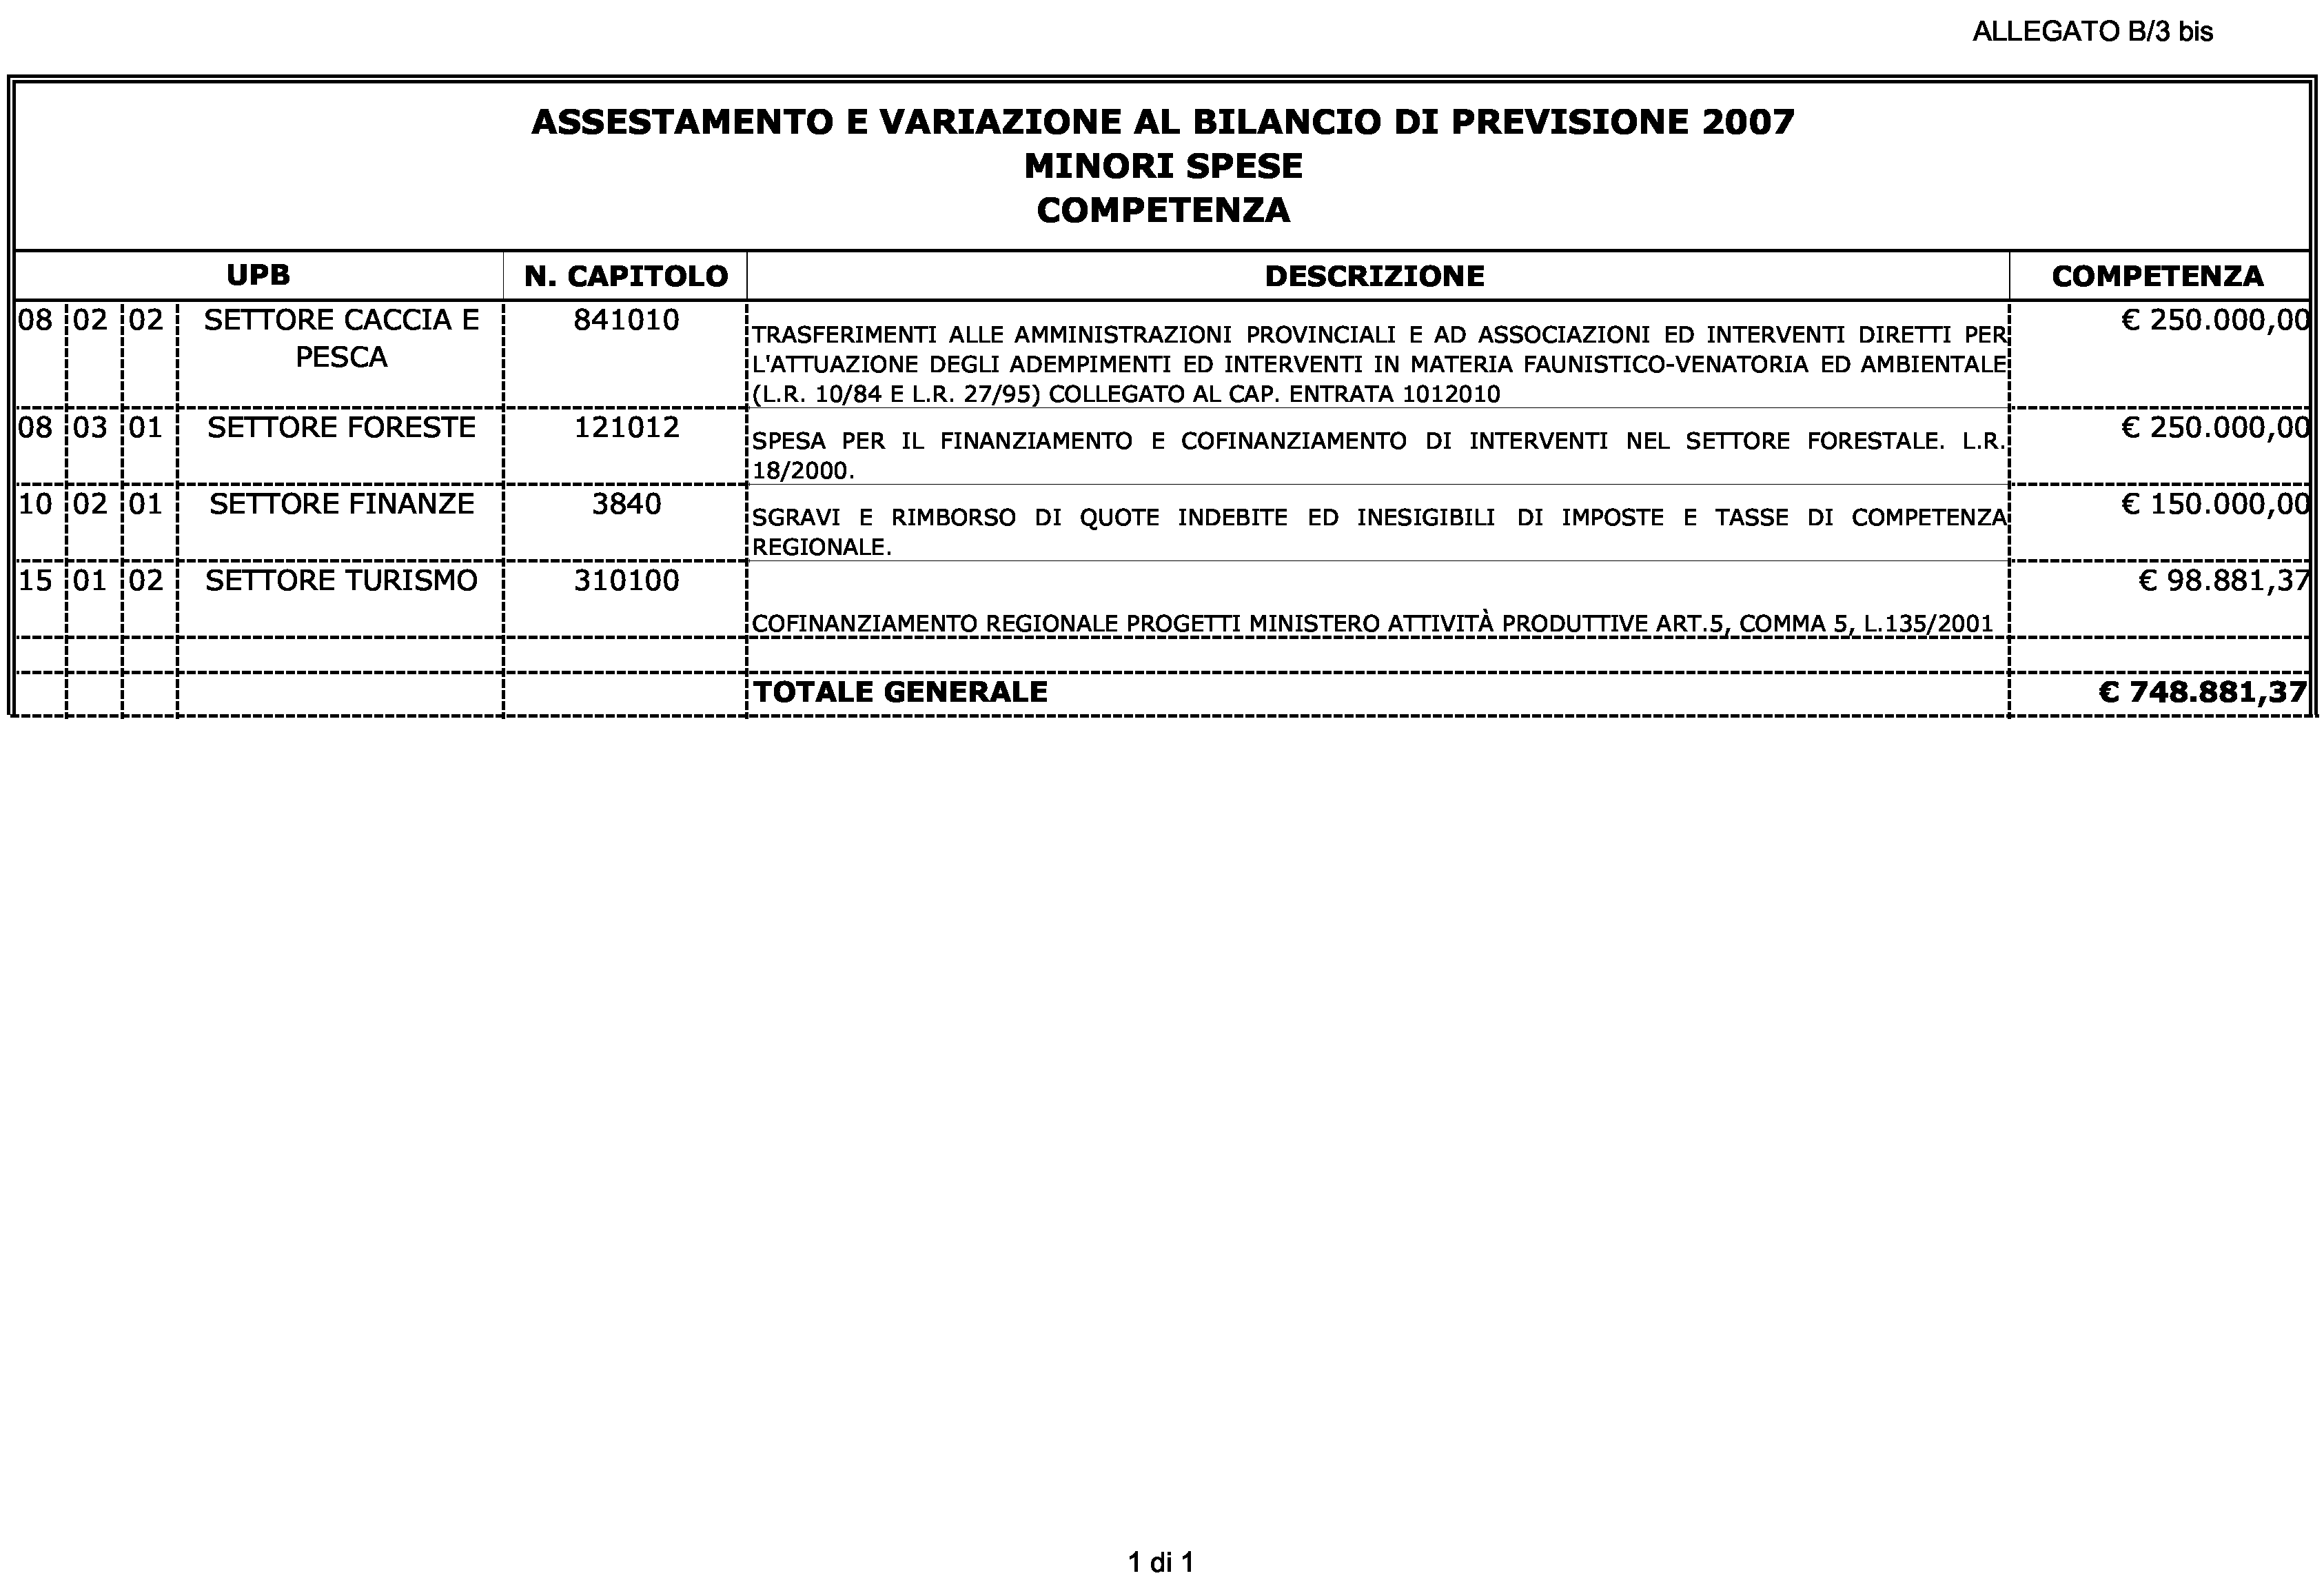 ALLEGATO B/3 bis
ASSESTAMENTO E VARIAZIONE AL BILANCIO DI PREVISIONE 2007
MINORI SPESE
COMPETENZA
UPB N. CAPITOLO DESCRIZIONE COMPETENZA
08 02 02 SETTORE CACCIA E PESCA 841010
TRASFERIMENTI ALLE AMMINISTRAZIONI PROVINCIALI E AD ASSOCIAZIONI ED INTERVENTI DIRETTI PER
L'ATTUAZIONE DEGLI ADEMPIMENTI ED INTERVENTI IN MATERIA FAUNISTICO-VENATORIA ED AMBIENTALE
(L.R. 10/84 E L.R. 27/95) COLLEGATO AL CAP. ENTRATA 1012010
€ 250.000,00
08 03 01 SETTORE FORESTE 121012
SPESA PER IL FINANZIAMENTO E COFINANZIAMENTO DI INTERVENTI NEL SETTORE FORESTALE. L.R.
18/2000.
€ 250.000,00
10 02 01 SETTORE FINANZE 3840
SGRAVI E RIMBORSO DI QUOTE INDEBITE ED INESIGIBILI DI IMPOSTE E TASSE DI COMPETENZA
REGIONALE.
€ 150.000,00
15 01 02 SETTORE TURISMO 310100
COFINANZIAMENTO REGIONALE PROGETTI MINISTERO ATTIVITÀ PRODUTTIVE ART.5, COMMA 5, L.135/2001
€ 98.881,37
TOTALE GENERALE € 748.881,37
1 di 1